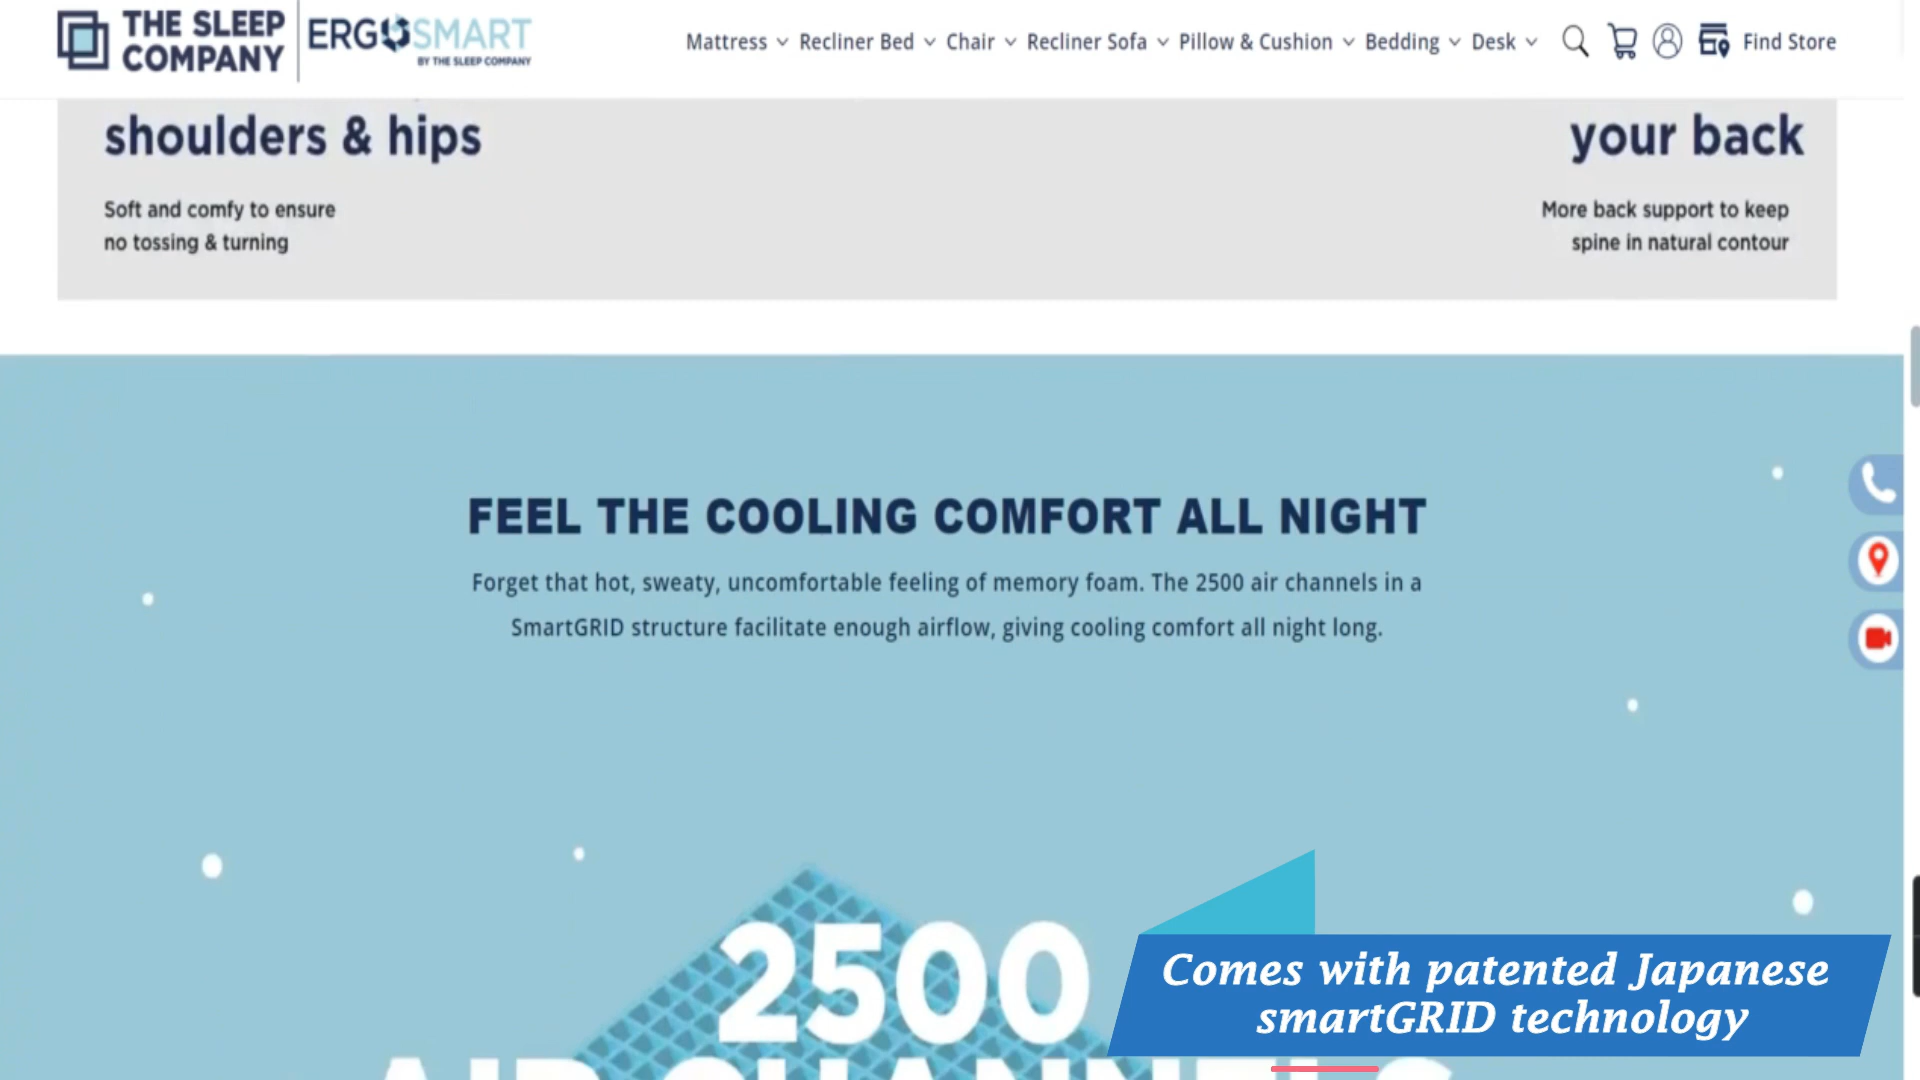 THE SLEEP
COMPANY
ERGOSMART
BY THE SLEEP COMPANY
Mattress Recliner Bed Chair Recliner Sofa Pillow & Cushion Bedding Desk Find Store
shoulders & hips
your back
Soft and comfy to ensure
no tossing & turning
More back support to keep
spine in natural contour
FEEL THE COOLING COMFORT ALL NIGHT
Forget that hot, sweaty, uncomfortable feeling of memory foam. The 2500 air channels in a
SmartGRID structure facilitate enough airflow, giving cooling comfort all night long.
2500
Comes with patented Japanese
smartGRID technology